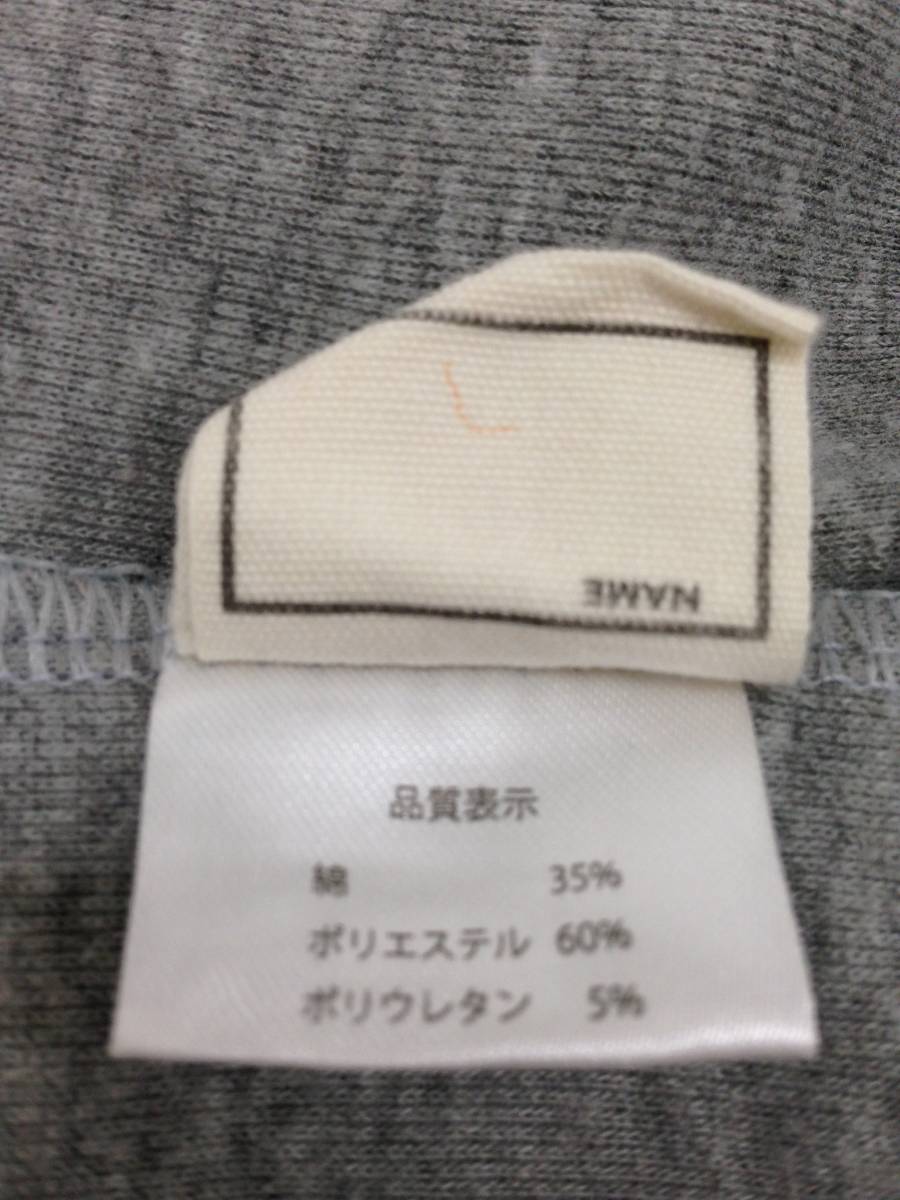 NAME
品質表示
綿 35%
ポリエステル 60%
ポリウレタン 5%